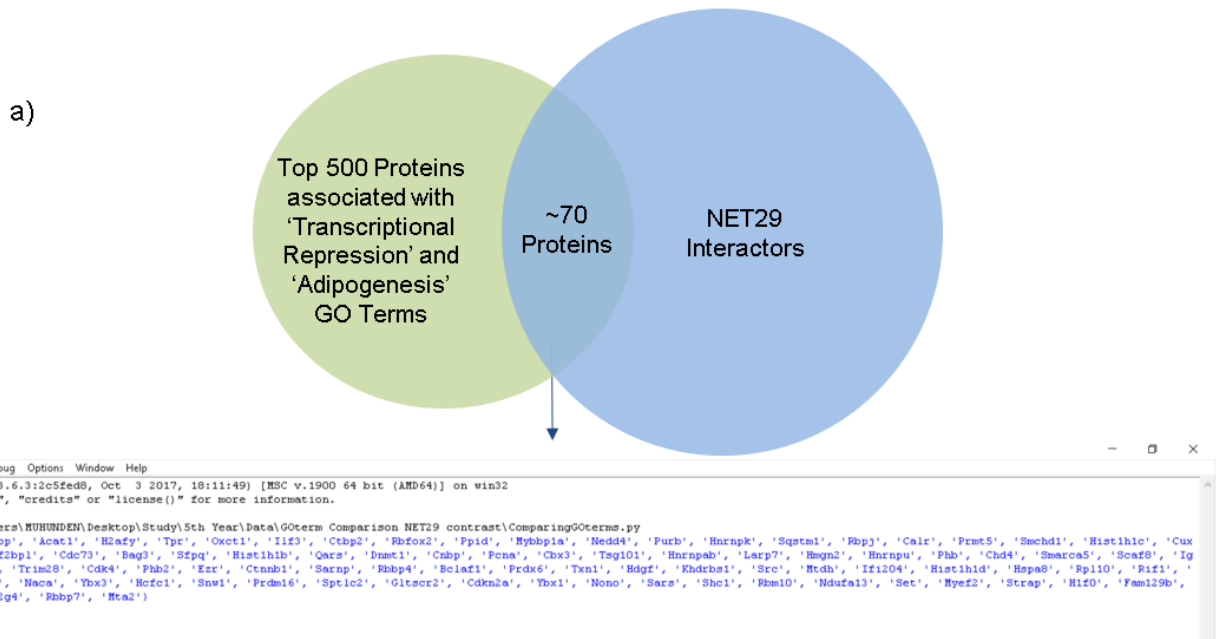 a)
Top 500 Proteins
associated with
‘Transcriptional
Repression’ and
‘Adipogenesis’
GO Terms
~70
Proteins
NET29
Interactors
Options Window Help
3.6.3:2c5fed8, Oct 3 2017, 18:11:49) [MSC v.1900 64 bit (AMD64)] on win32
", "credits" or "license()" for more information.
ers\MUHUNDEN\Desktop\Study\5th Year\Data\GOterm Comparison NET29 contrast\ComparingGOterms.py
'Acat1', 'H2afy', 'Tpr', 'Oxct1', 'Ilf3', 'Ctbp2', 'Rbfox2', 'Ppid', 'Mybbp1a', 'Nedd4', 'Purb', 'Hnrnpk', 'Sqstm1', 'Rbpj', 'Calr', 'Prmt5', 'Smchd1', 'Hist1h1c', 'Cux
f2bpl', 'Cdc73', 'Bag3', 'Sfpq', 'Hist1h1b', 'Qars', 'Dnmt1', 'Cnbp', 'Pcna', 'Cbx3', 'Tsg101', 'Hnrnpab', 'Larp7', 'Hmgn2', 'Hnrnpu', 'Phb', 'Chd4', 'Smarca5', 'Scaf8', 'Ig
, 'Trim28', 'Cdk4', 'Phb2', 'Ezr', 'Ctnnb1', 'Sarnp', 'Rbbp4', 'Bclaf1', 'Prdx6', 'Txn1', 'Hdgf', 'Khdrbs1', 'Src', 'Mtdh', 'Ifi204', 'Hist1h1d', 'Hspa8', 'Rpl10', 'Rif1', '
', 'Naca', 'Ybx3', 'Hcfc1', 'Snw1', 'Prdm16', 'Sptlc2', 'Gltscr2', 'Cdkn2a', 'Ybx1', 'Nono', 'Sars', 'Shc1', 'Rbm10', 'Ndufa13', 'Set', 'Myef2', 'Strap', 'H1f0', 'Fam129b',
2g4', 'Rbbp7', 'Mta2')